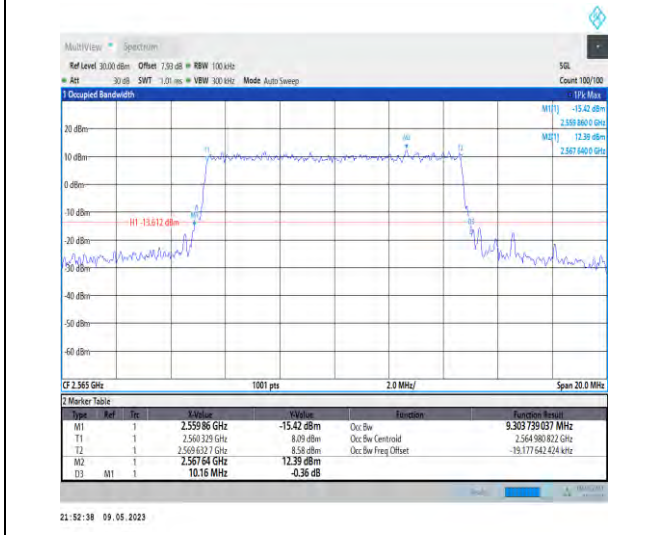 MultiView Spectrum
Ref Level 30.00 dBm Offset 7.93 dB RBW 100 kHz SGL
Att 30 dB SWT 1.01 ms VBW 300 kHz Mode Auto Sweep Count 100/100
1 Occupied Bandwidth 1Pk Max
M1[1] -15.42 dBm
2.559 860 0 GHz
M2[1] 12.39 dBm
2.567 640 0 GHz
20 dBm
M2
T1 T2
10 dBm
0 dBm
-10 dBm
M1
H1 -13.612 dBm
D3
-20 dBm
-30 dBm
-40 dBm
-50 dBm
-60 dBm
CF 2.565 GHz 1001 pts 2.0 MHz/ Span 20.0 MHz
2 Marker Table
Type Ref Trc X-Value Y-Value Function Function Result
M1 1 2.559 86 GHz -15.42 dBm Occ Bw 9.303 739 037 MHz
T1 1 2.560 329 GHz 8.09 dBm Occ Bw Centroid 2.564 980 822 GHz
T2 1 2.569 632 7 GHz 8.58 dBm Occ Bw Freq Offset -19.177 642 424 kHz
M2 1 2.567 64 GHz 12.39 dBm
D3 M1 1 10.16 MHz -0.36 dB
21:52:38 09.05.2023